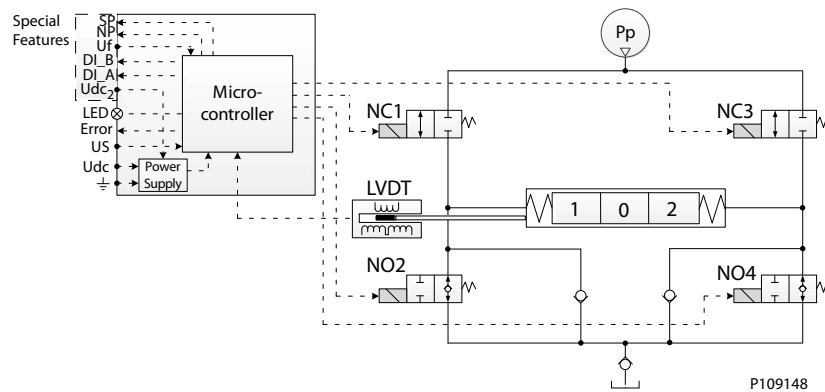 Special
Features
SP
NP
Uf
DI_B
DI_A
Udc2
LED
Error
US
Udc
Micro-
controller
Power
Supply
Pp
NC1
NC3
LVDT
1 0 2
NO2
NO4
P109148